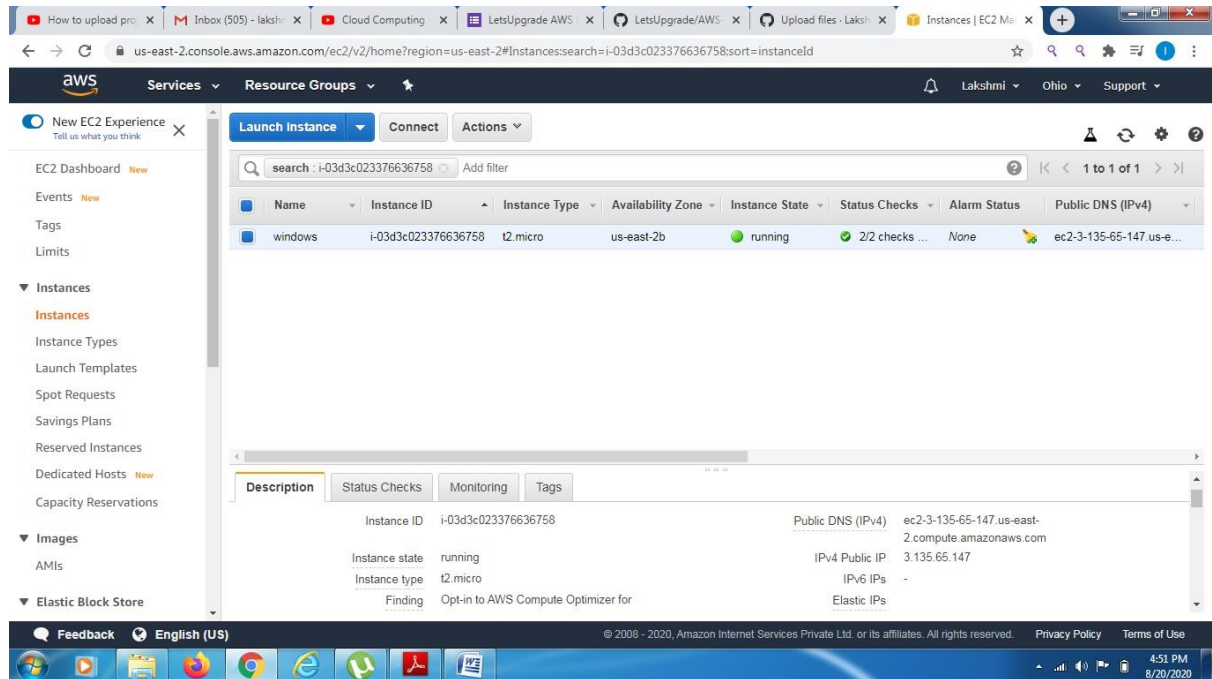 How to upload pro
Inbox (505) - lakshm
Cloud Computing -
LetsUpgrade AWS
LetsUpgrade/AWS-
Upload files · Laksh
Instances | EC2 Ma
us-east-2.console.aws.amazon.com/ec2/v2/home?region=us-east-2#Instances:search=i-03d3c023376636758;sort=instanceId
aws Services Resource Groups Lakshmi Ohio Support
New EC2 Experience
Tell us what you think
Launch Instance Connect Actions
search : i-03d3c023376636758 Add filter 1 to 1 of 1
EC2 Dashboard New
Events New
Tags
Limits
Instances
Instances
Instance Types
Launch Templates
Spot Requests
Savings Plans
Reserved Instances
Dedicated Hosts New
Capacity Reservations
Images
AMIs
Elastic Block Store
Name Instance ID Instance Type Availability Zone Instance State Status Checks Alarm Status Public DNS (IPv4)
windows i-03d3c023376636758 t2.micro us-east-2b running 2/2 checks ... None ec2-3-135-65-147.us-e...
Description Status Checks Monitoring Tags
Instance ID i-03d3c023376636758
Instance state running
Instance type t2.micro
Finding Opt-in to AWS Compute Optimizer for
Public DNS (IPv4) ec2-3-135-65-147.us-east-
2.compute.amazonaws.com
IPv4 Public IP 3.135.65.147
IPv6 IPs -
Elastic IPs
Feedback English (US) © 2008 - 2020, Amazon Internet Services Private Ltd. or its affiliates. All rights reserved. Privacy Policy Terms of Use
4:51 PM
8/20/2020